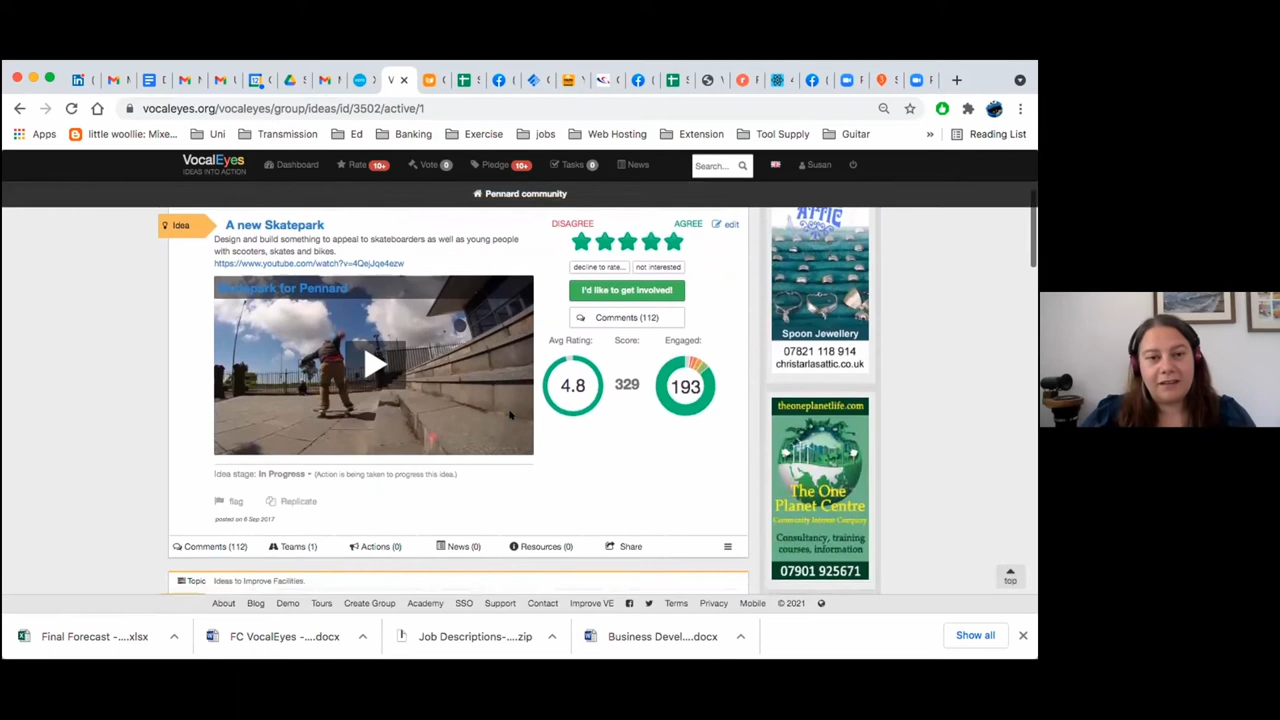 vocaleyes.org/vocaleyes/group/ideas/id/3502/active/1
Apps
little woollie: Mixe...
Uni
Transmission
Ed
Banking
Exercise
jobs
Web Hosting
Extension
Tool Supply
Guitar
»
Reading List
VocalEyes
IDEAS INTO ACTION
Dashboard
Rate 10+
Vote 0
Pledge 10+
Tasks 0
News
Search...
Susan
Pennard community
Idea
A new Skatepark
Design and build something to appeal to skateboarders as well as young people
with scooters, skates and bikes.
https://www.youtube.com/watch?v=4QejJqe4ezw
Skatepark for Pennard
DISAGREE
AGREE
edit
decline to rate...
not interested
I'd like to get involved!
Comments (112)
Avg Rating:
Score:
Engaged:
4.8
329
193
Idea stage: In Progress - (Action is being taken to progress this idea.)
flag
Replicate
posted on 6 Sep 2017
Comments (112)
Teams (1)
Actions (0)
News (0)
Resources (0)
Share
Topic
Ideas to Improve Facilities.
ATTIC
Spoon Jewellery
07821 118 914
christarlasattic.co.uk
theoneplanetlife.com
The One
Planet Centre
Community Interest Company
Consultancy, training
courses, information
07901 925671
top
About
Blog
Demo
Tours
Create Group
Academy
SSO
Support
Contact
Improve VE
Terms
Privacy
Mobile
© 2021
Final Forecast -....xlsx
FC VocalEyes -....docx
Job Descriptions-....zip
Business Devel....docx
Show all